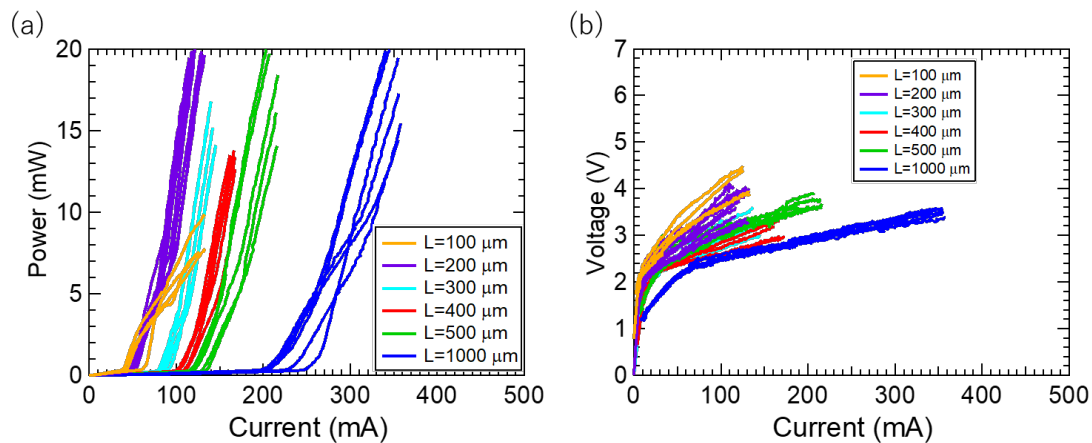 (a)
20
15
10
5
0
Power (mW)
0 100 200 300 400 500
Current (mA)
L=100 μm
L=200 μm
L=300 μm
L=400 μm
L=500 μm
L=1000 μm
(b)
7
6
5
4
3
2
1
0
Voltage (V)
0 100 200 300 400 500
Current (mA)
L=100 μm
L=200 μm
L=300 μm
L=400 μm
L=500 μm
L=1000 μm